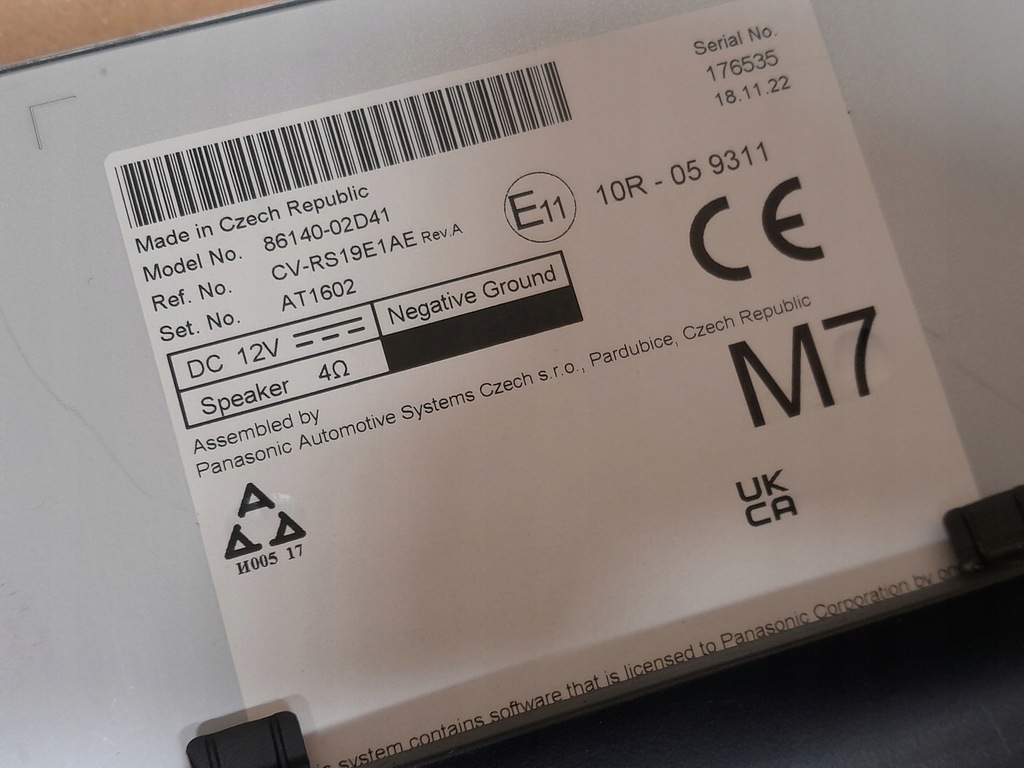 Serial No.
176535
18.11.22
Made in Czech Republic
Model No. 86140-02D41
Ref. No. CV-RS19E1AE Rev.A
Set. No. AT1602
E11 10R - 05 9311
CE
DC 12V Negative Ground
Speaker 4Ω
Assembled by
Panasonic Automotive Systems Czech s.r.o., Pardubice, Czech Republic
M7
UK
CA
И005 17
system contains software that is licensed to Panasonic Corporation by